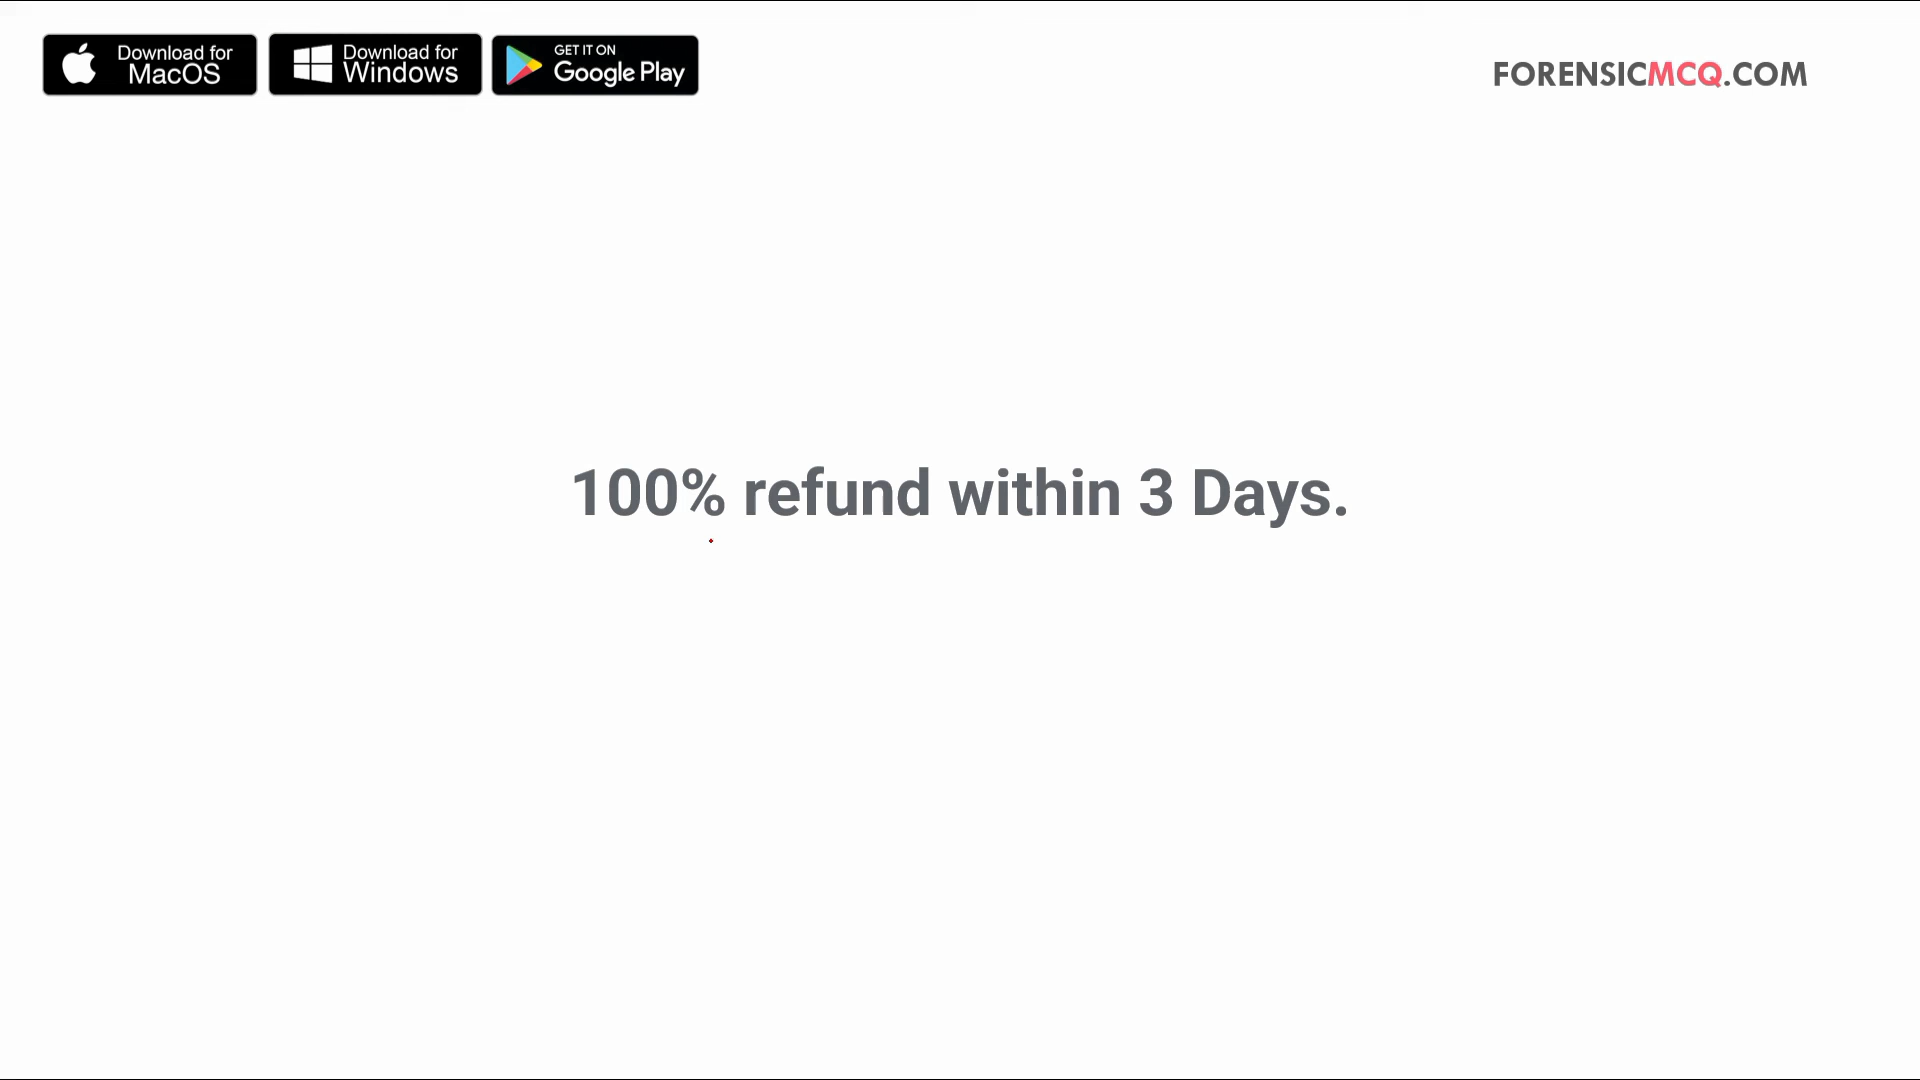 Download for
MacOS
Download for
Windows
GET IT ON
Google Play
FORENSICMCQ.COM
100% refund within 3 Days.